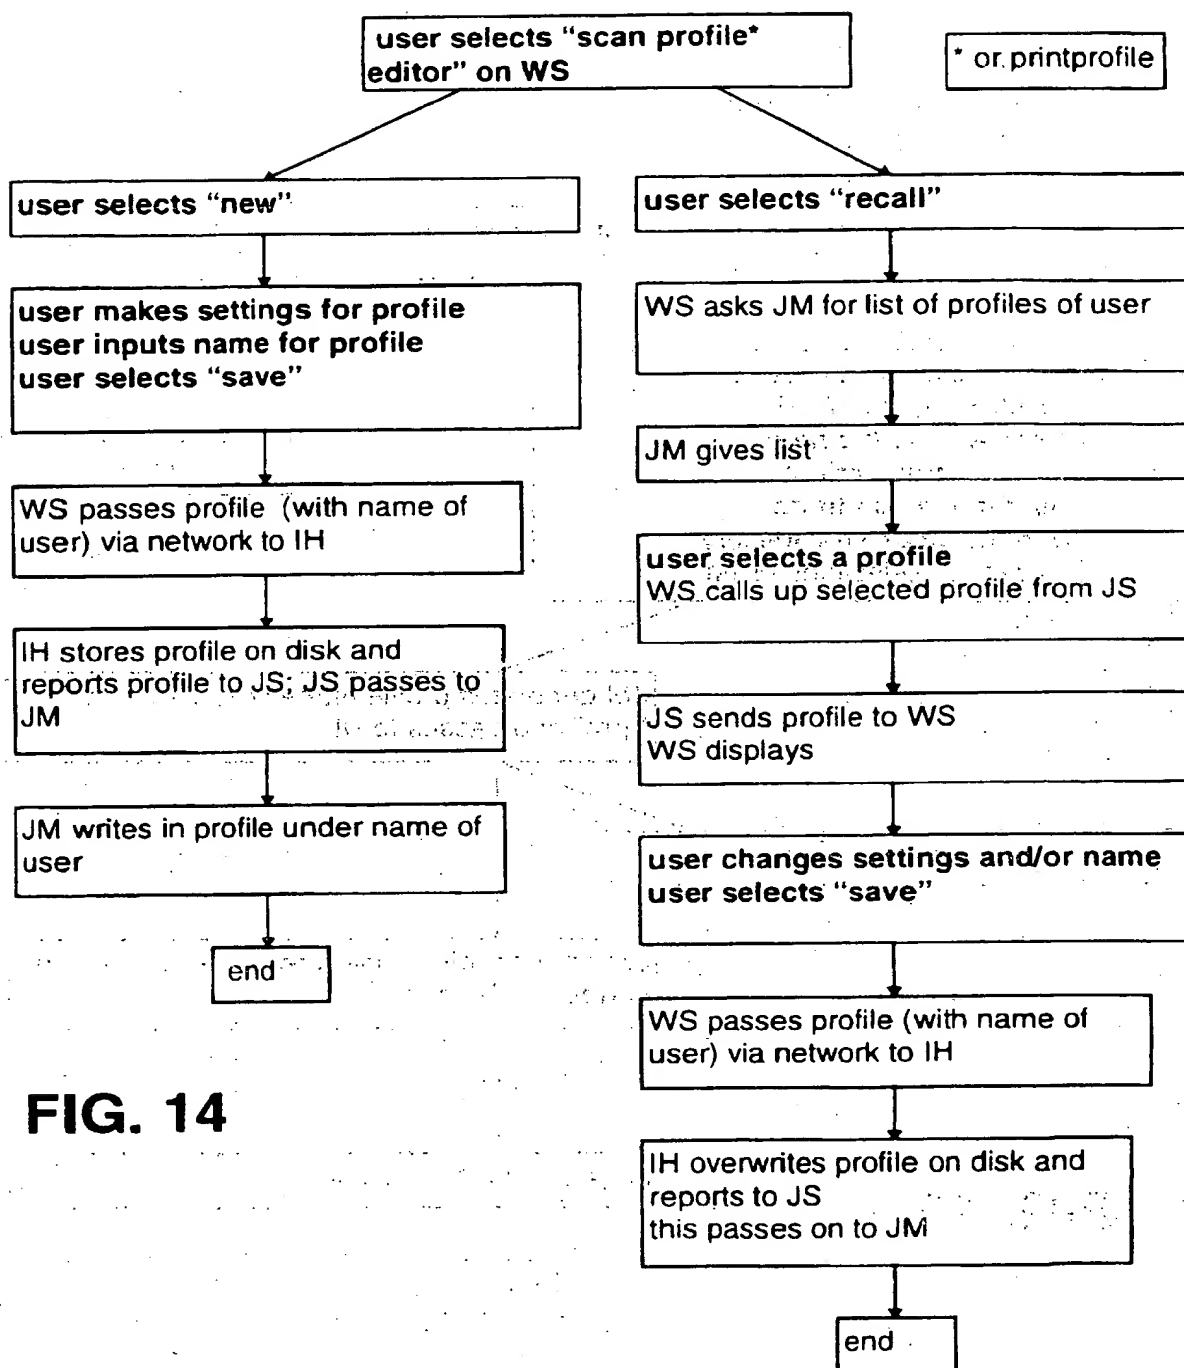 user selects “scan profile*
editor” on WS
* or printprofile
user selects “new”
user makes settings for profile
user inputs name for profile
user selects “save”
WS passes profile (with name of
user) via network to IH
IH stores profile on disk and
reports profile to JS; JS passes to
JM
JM writes in profile under name of
user
end
user selects “recall”
WS asks JM for list of profiles of user
JM gives list
user selects a profile
WS calls up selected profile from JS
JS sends profile to WS
WS displays
user changes settings and/or name
user selects “save”
WS passes profile (with name of
user) via network to IH
IH overwrites profile on disk and
reports to JS
this passes on to JM
end
FIG. 14